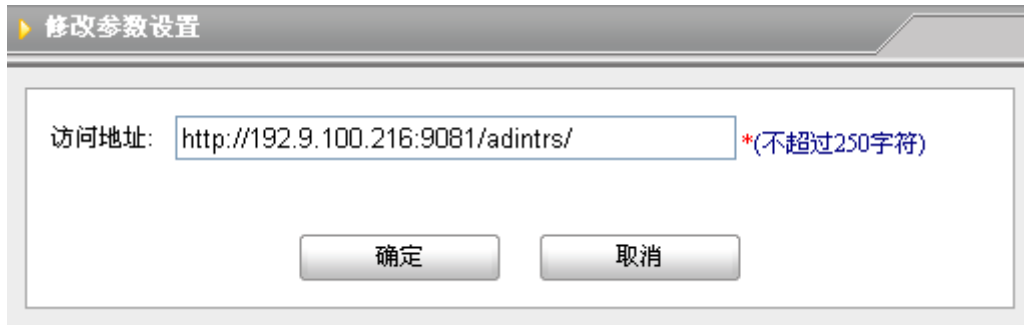 修改参数设置
访问地址: http://192.9.100.216:9081/adintrs/ *(不超过250字符)
确定 取消